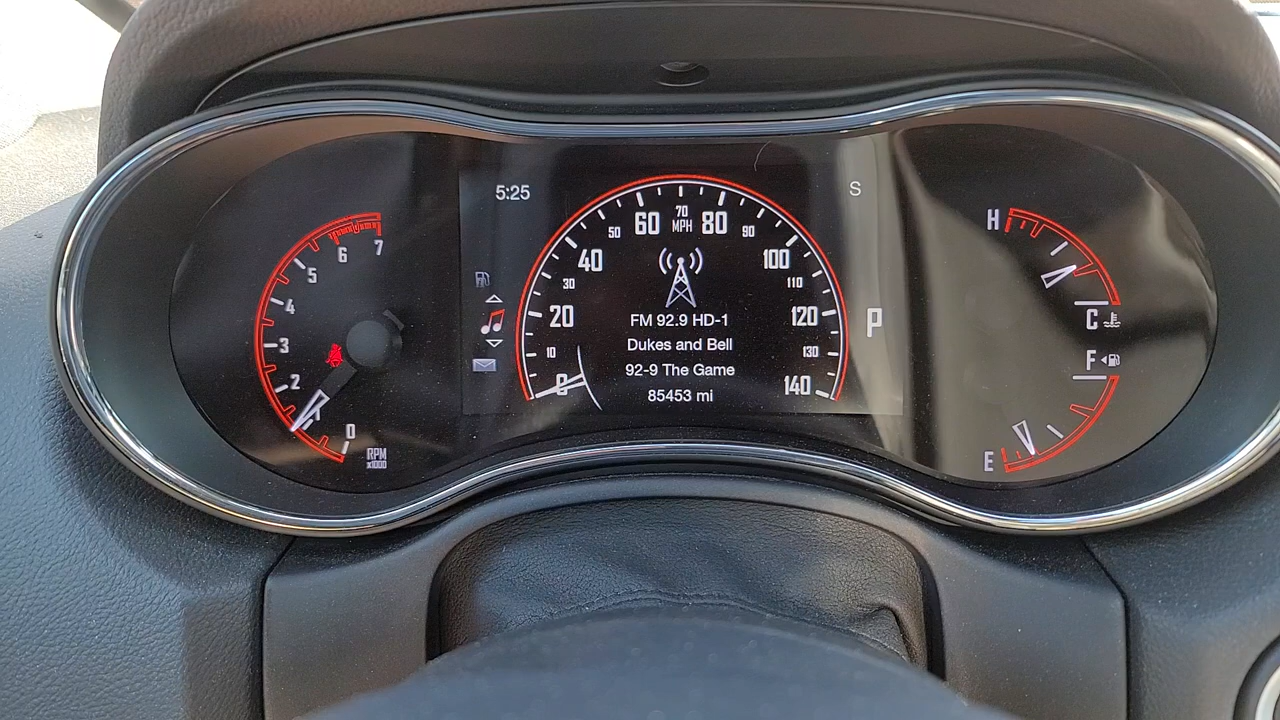 5:25
S
7
6
5
4
3
2
0
RPM
x1000
70
MPH
60
80
50
90
40
100
30
110
20
120
10
130
0
140
FM 92.9 HD-1
Dukes and Bell
92-9 The Game
85453 mi
P
H
C
F
E